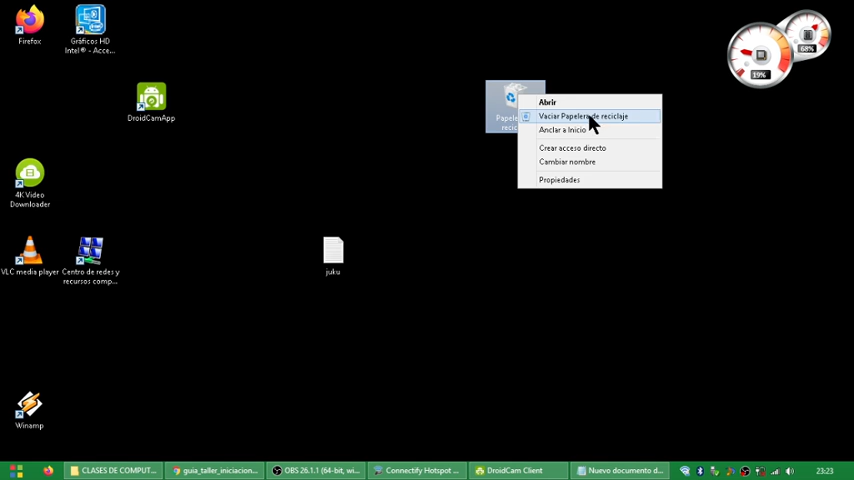 Firefox
Gráficos HD
Intel® - Acce...
68%
19%
DroidCamApp
Abrir
Vaciar Papelera de reciclaje
Anclar a Inicio
Crear acceso directo
Cambiar nombre
Propiedades
4K Video
Downloader
VLC media player
Centro de redes y
recursos comp...
juku
Winamp
CLASES DE COMPUT...
guia_taller_iniciacion...
OBS 26.1.1 (64-bit, wi...
Connectify Hotspot ...
DroidCam Client
Nuevo documento d...
23:23